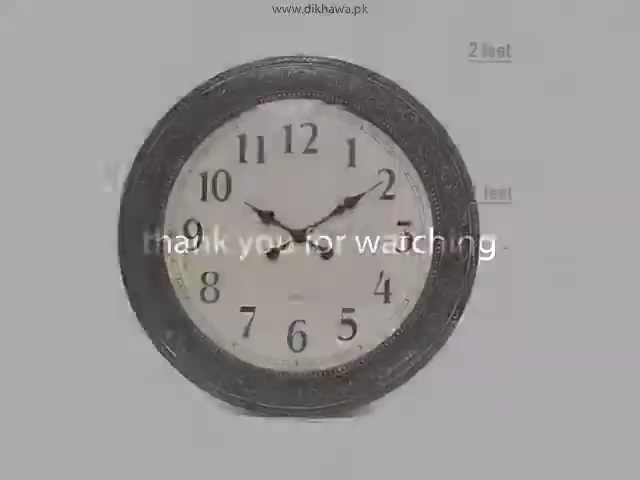 www.dikhawa.pk
2 feet
11 12 1
10 2
feet
thank you for watching
9 3
8 4
7 6 5